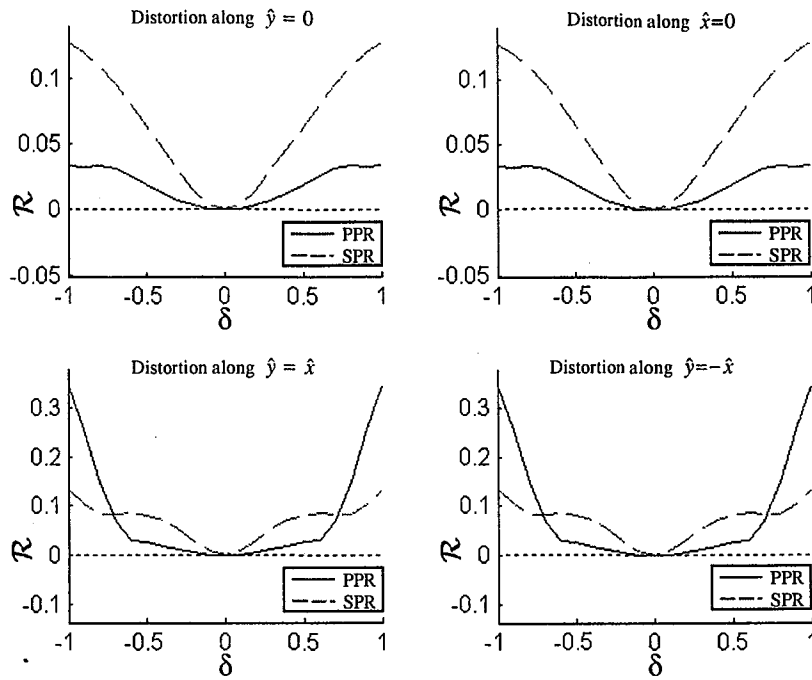 Distortion along ŷ = 0
0.1
0.05
0
-0.05
R
PPR
SPR
-1 -0.5 0 0.5 1
δ
Distortion along x̂=0
0.1
0.05
0
-0.05
R
PPR
SPR
-1 -0.5 0 0.5 1
δ
Distortion along ŷ = x̂
0.3
0.2
0.1
0
-0.1
R
PPR
SPR
-1 -0.5 0 0.5 1
δ
Distortion along ŷ=-x̂
0.3
0.2
0.1
0
-0.1
R
PPR
SPR
-1 -0.5 0 0.5 1
δ